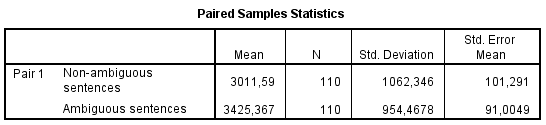 Paired Samples Statistics
Mean N Std. Deviation Std. Error Mean
Pair 1 Non-ambiguous sentences 3011,59 110 1062,346 101,291
Ambiguous sentences 3425,367 110 954,4678 91,0049